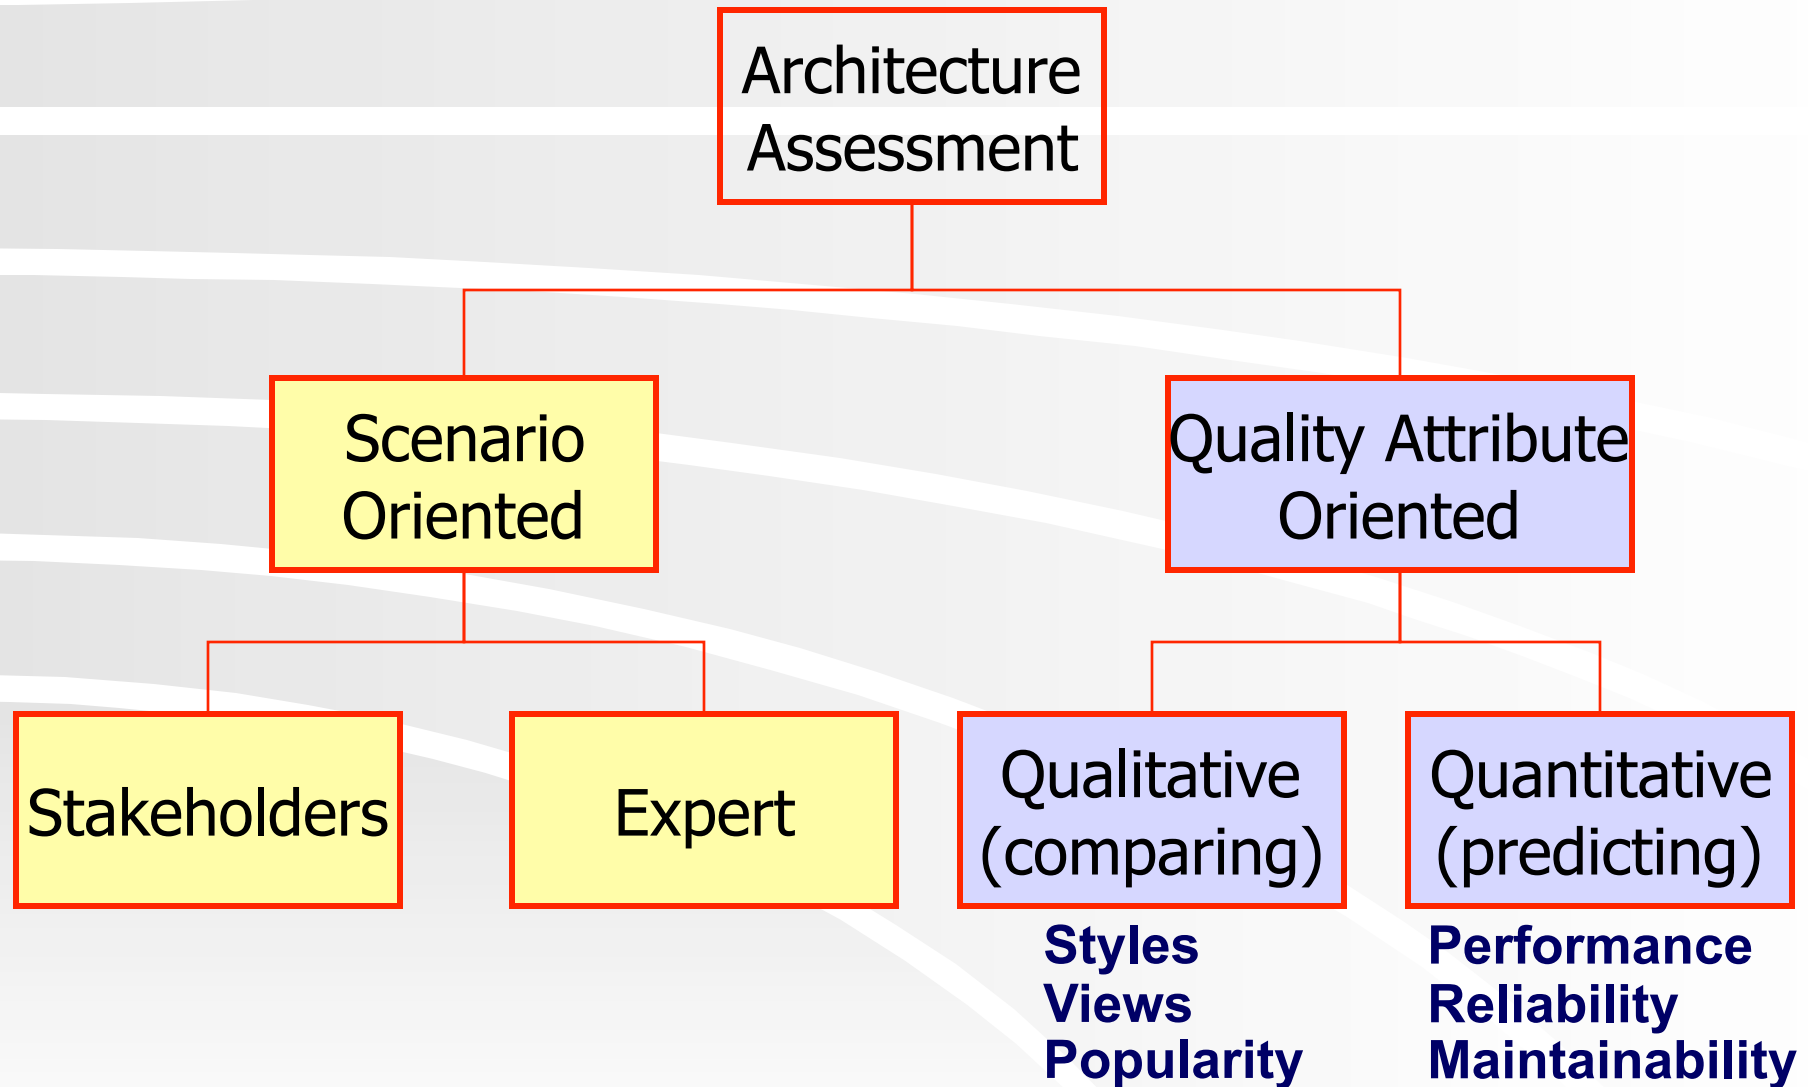 Architecture
Assessment
Scenario
Oriented
Quality Attribute
Oriented
Stakeholders
Expert
Qualitative
(comparing)
Quantitative
(predicting)
Styles
Views
Popularity
Performance
Reliability
Maintainability